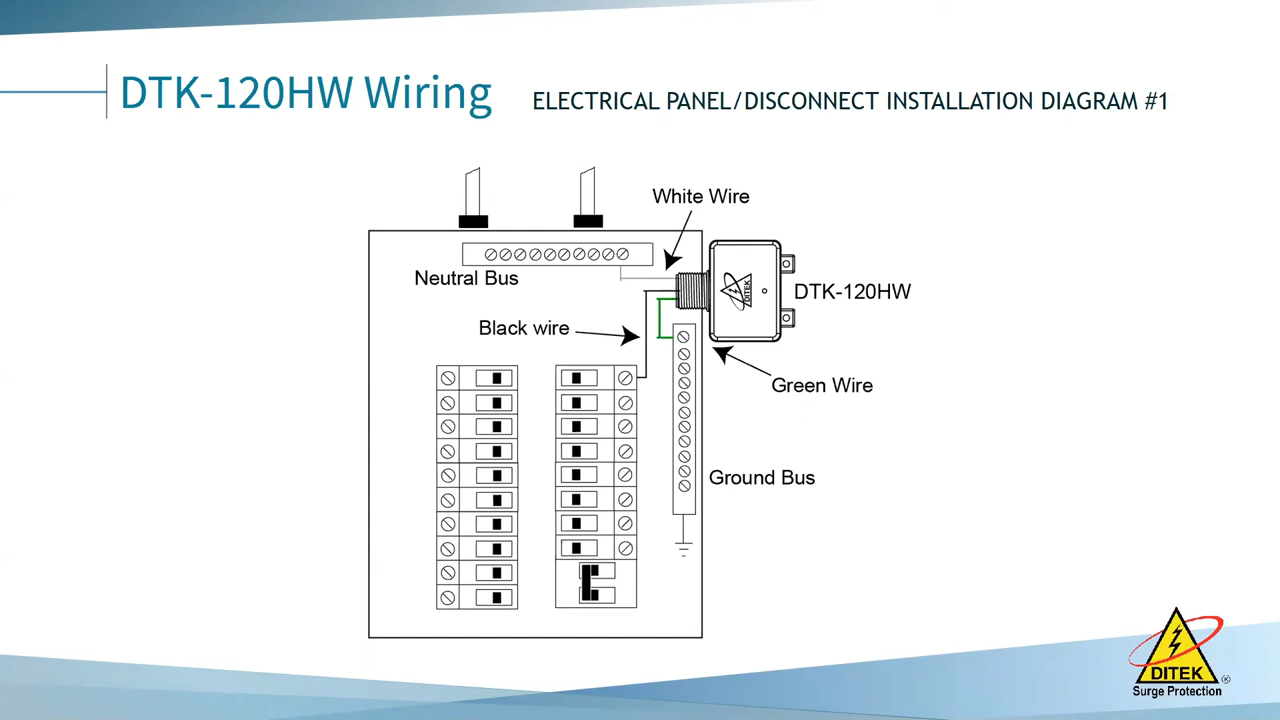 DTK-120HW Wiring
ELECTRICAL PANEL/DISCONNECT INSTALLATION DIAGRAM #1
White Wire
Neutral Bus
DITEK
DTK-120HW
Black wire
Green Wire
Ground Bus
DITEK®
Surge Protection